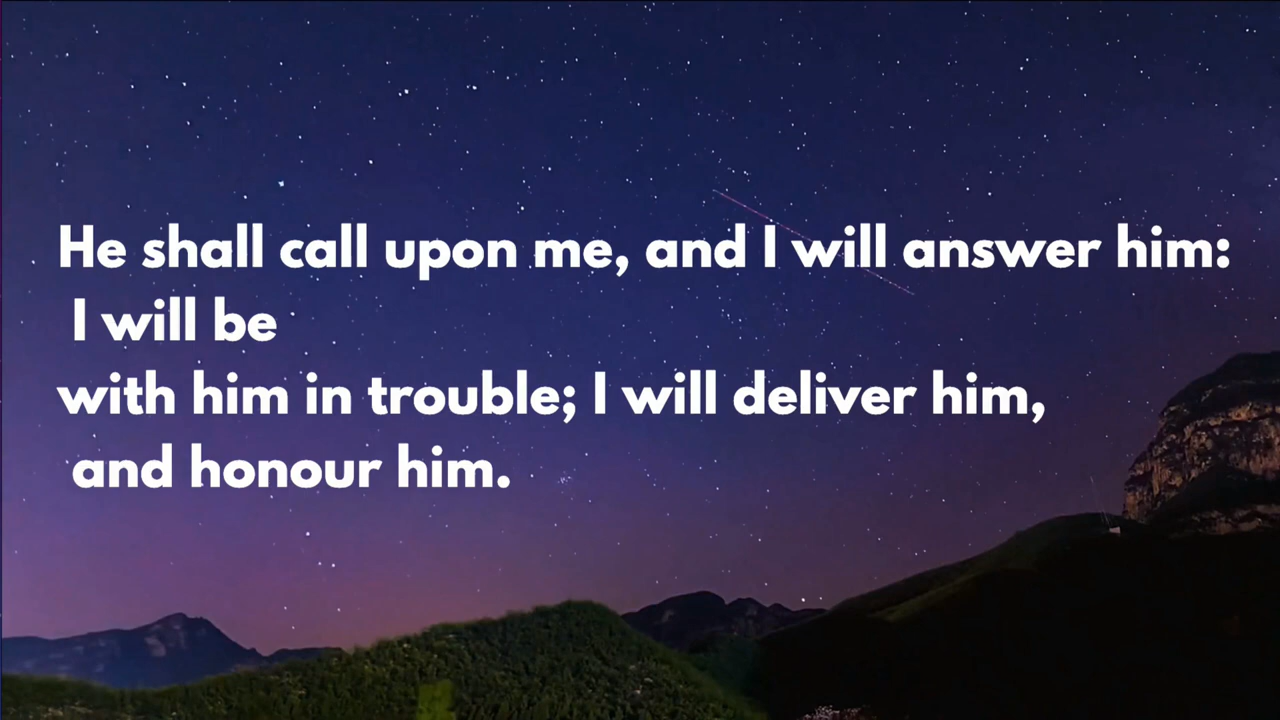 He shall call upon me, and I will answer him:
I will be
with him in trouble; I will deliver him,
and honour him.